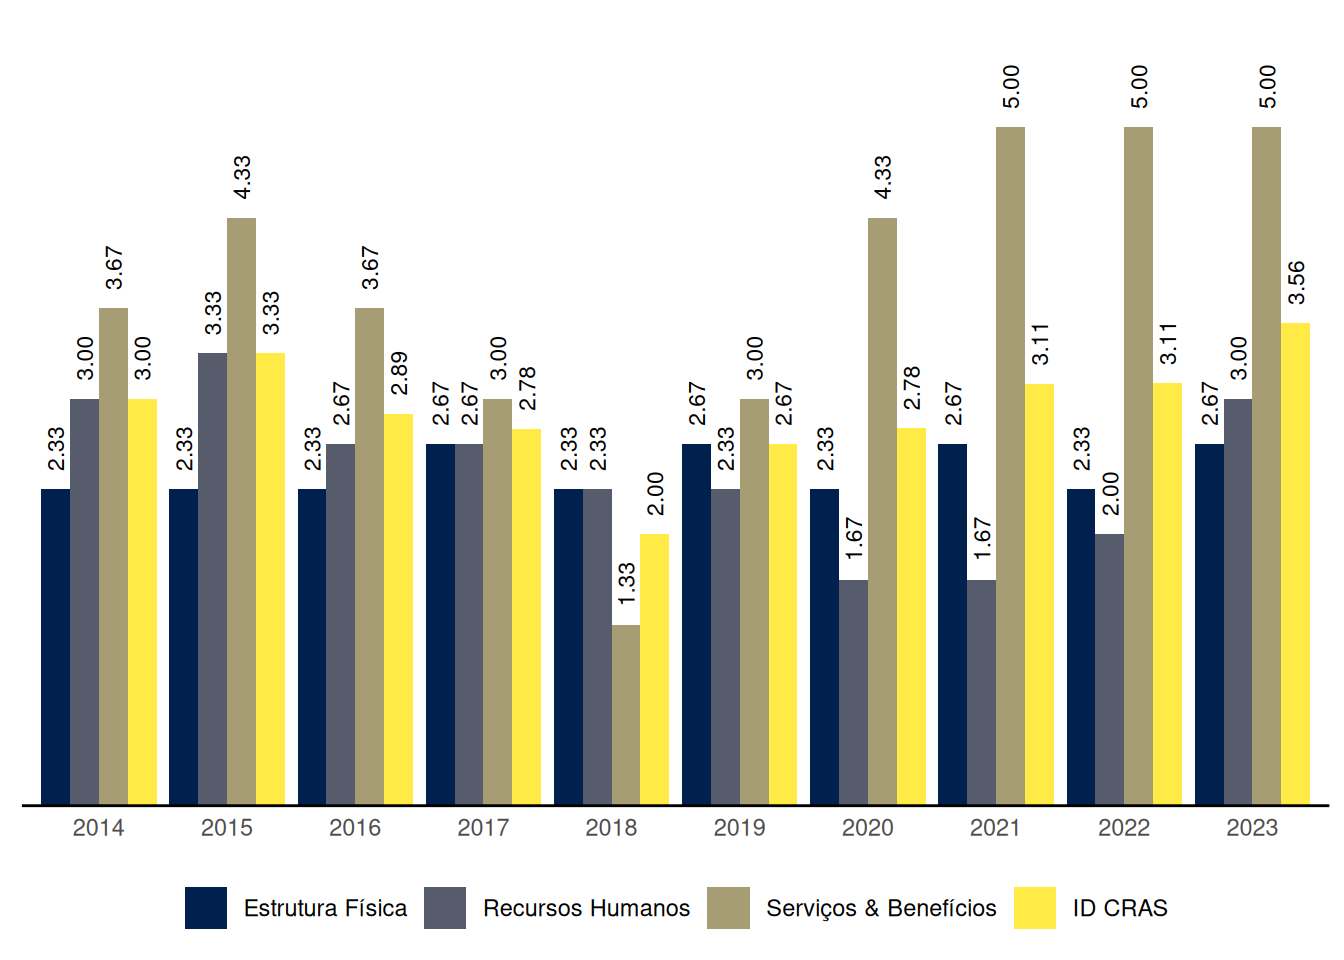 2.33 3.00 3.67 3.00
2.33 3.33 4.33 3.33
2.33 2.67 3.67 2.89
2.67 2.67 3.00 2.78
2.33 2.33 1.33 2.00
2.67 2.33 3.00 2.67
2.33 1.67 4.33 2.78
2.67 1.67 5.00 3.11
2.33 2.00 5.00 3.11
2.67 3.00 5.00 3.56
2014 2015 2016 2017 2018 2019 2020 2021 2022 2023
Estrutura Física Recursos Humanos Serviços & Benefícios ID CRAS